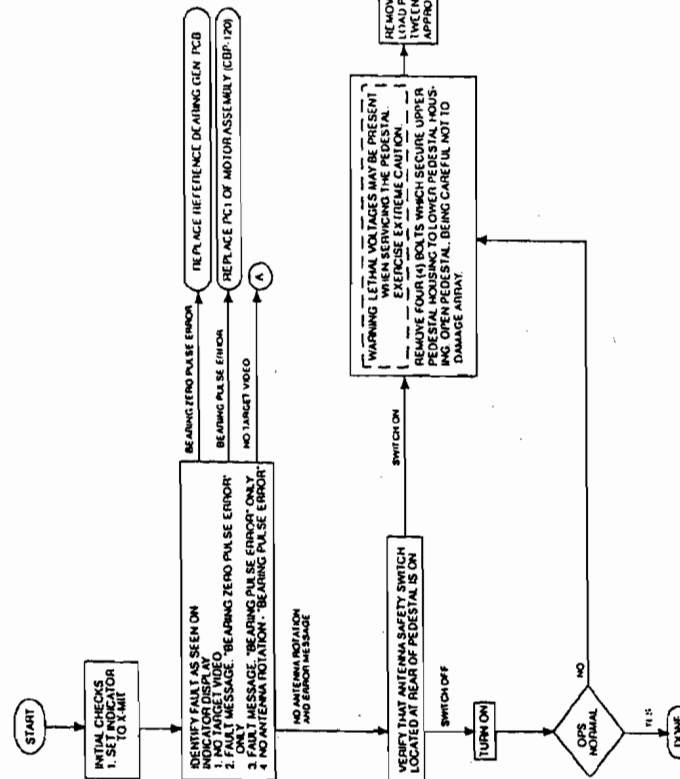 START
INITIAL CHECKS
1. SET INDICATOR
TO X-MIT
IDENTIFY FAULT AS SEEN ON
INDICATOR DISPLAY
1. NO TARGET VIDEO
2. FAULT MESSAGE, "BEARING ZERO PULSE ERROR"
ONLY
3. FAULT MESSAGE, "BEARING PULSE ERROR" ONLY
4. NO ANTENNA ROTATION - "BEARING PULSE ERROR"
BEARING ZERO PULSE ERROR
REPLACE REFERENCE BEARING GEN PCB
BEARING PULSE ERROR
REPLACE PC1 OF MOTOR ASSEMBLY (CBP-120)
NO TARGET VIDEO
A
NO ANTENNA ROTATION
AND ERROR MESSAGE
VERIFY THAT ANTENNA SAFETY SWITCH
LOCATED AT REAR OF PEDESTAL IS ON
SWITCH ON
WARNING LETHAL VOLTAGES MAY BE PRESENT
WHEN SERVICING THE PEDESTAL.
EXERCISE EXTREME CAUTION.
REMOVE FOUR (4) BOLTS WHICH SECURE UPPER
PEDESTAL HOUSING TO LOWER PEDESTAL HOUS-
ING. OPEN PEDESTAL, BEING CAREFUL NOT TO
DAMAGE ARRAY.
REMOV
LOAD P
TWEEN
APPRO
SWITCH OFF
TURN ON
OPS
NORMAL
NO
YES
DONE